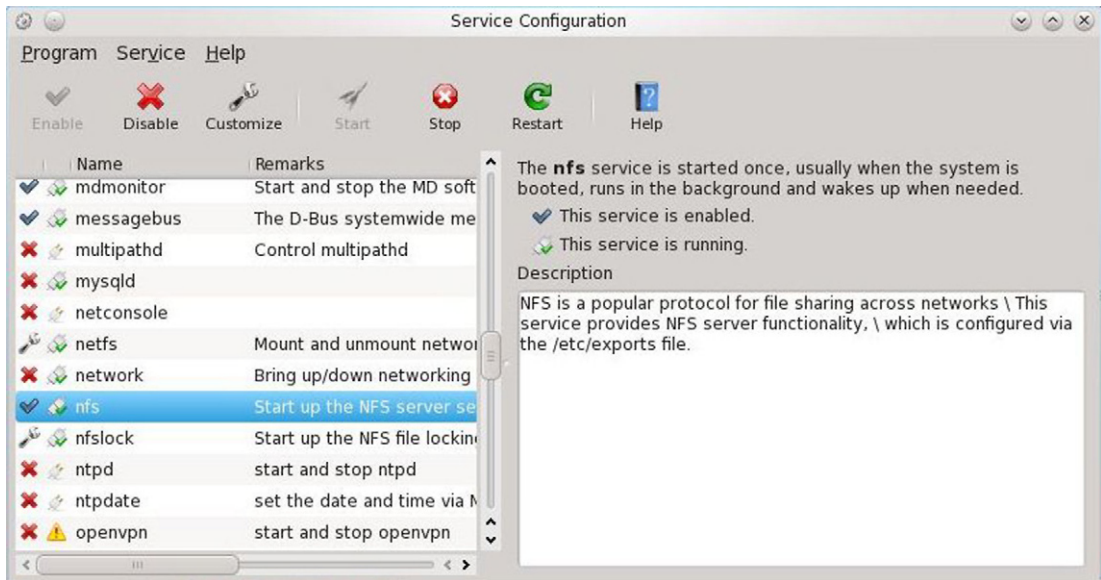 Service Configuration
Program Service Help
Enable Disable Customize Start Stop Restart Help
Name Remarks
mdmonitor Start and stop the MD soft
messagebus The D-Bus systemwide me
multipathd Control multipathd
mysqld
netconsole
netfs Mount and unmount networ
network Bring up/down networking
nfs Start up the NFS server se
nfslock Start up the NFS file locking
ntpd start and stop ntpd
ntpdate set the date and time via N
openvpn start and stop openvpn
The nfs service is started once, usually when the system is
booted, runs in the background and wakes up when needed.
This service is enabled.
This service is running.
Description
NFS is a popular protocol for file sharing across networks \ This
service provides NFS server functionality, \ which is configured via
the /etc/exports file.